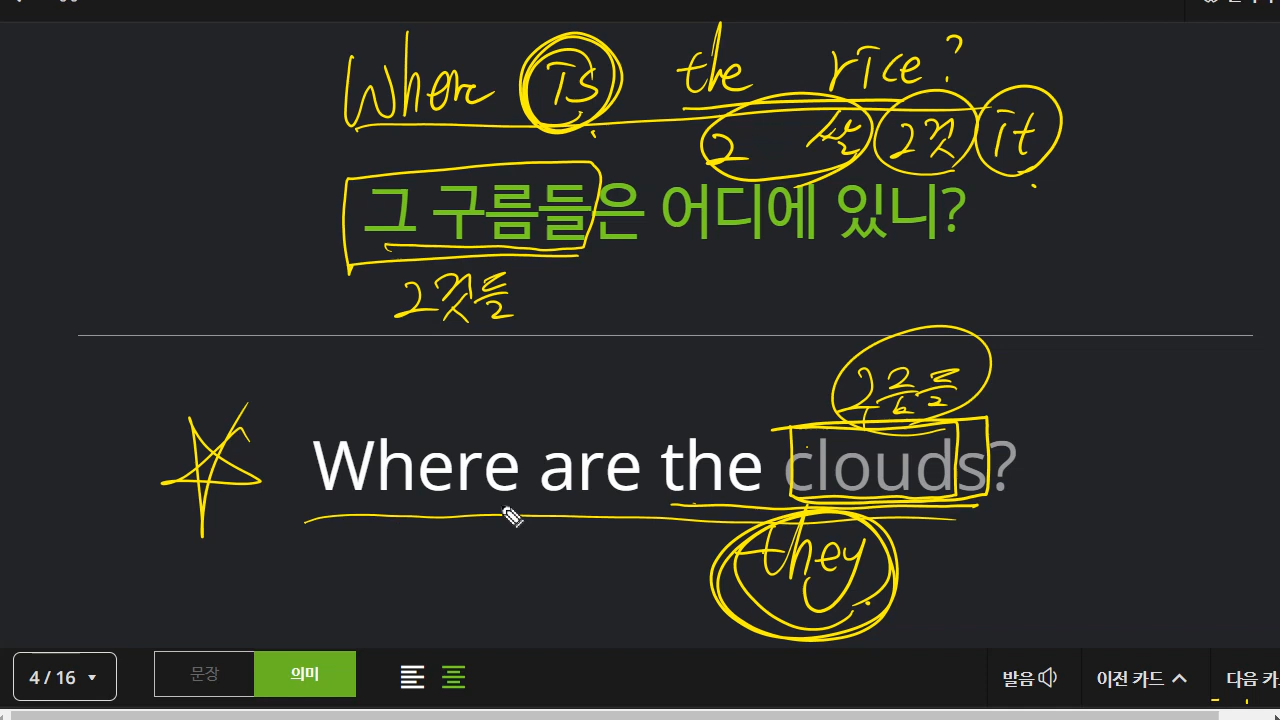 Where is the rice?
그 쌀 그것 it
그 구름들은 어디에 있니?
그것들
구름들
Where are the clouds?
they
4 / 16
문장
의미
발음
이전 카드
다음 카